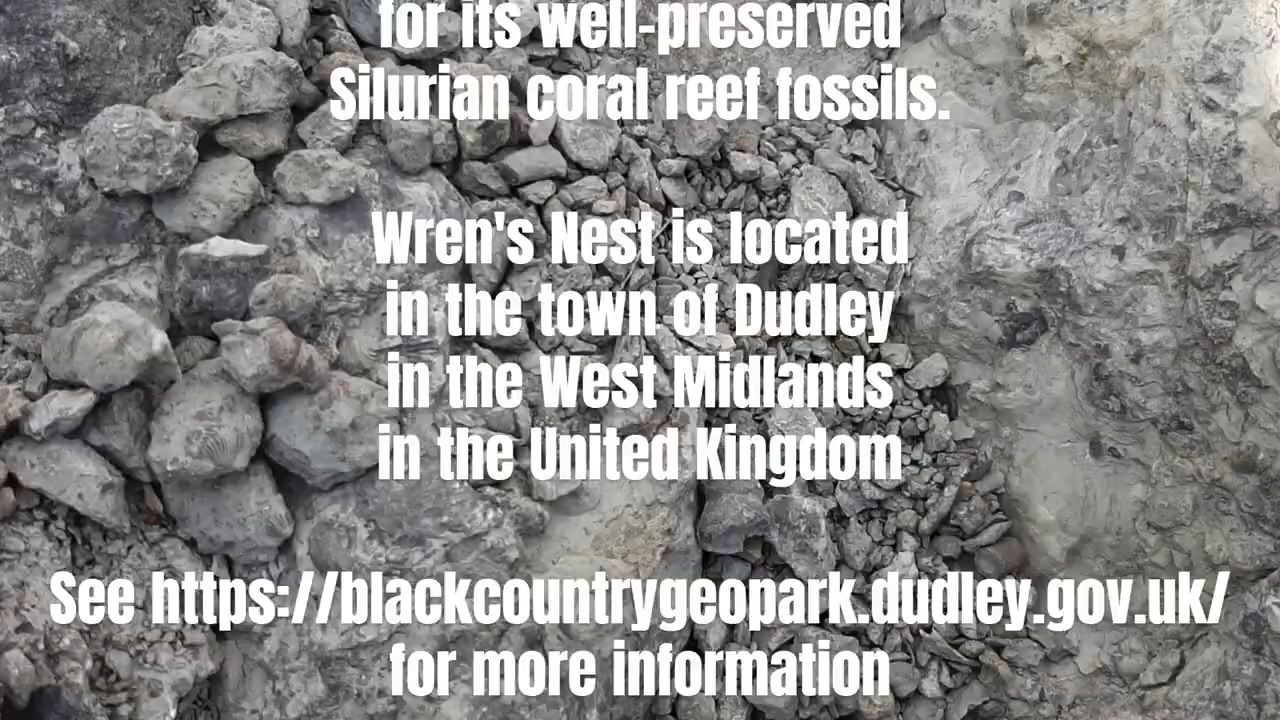 for its well-preserved
Silurian coral reef fossils.
Wren's Nest is located
in the town of Dudley
in the West Midlands
in the United Kingdom
See https://blackcountrygeopark.dudley.gov.uk/
for more information